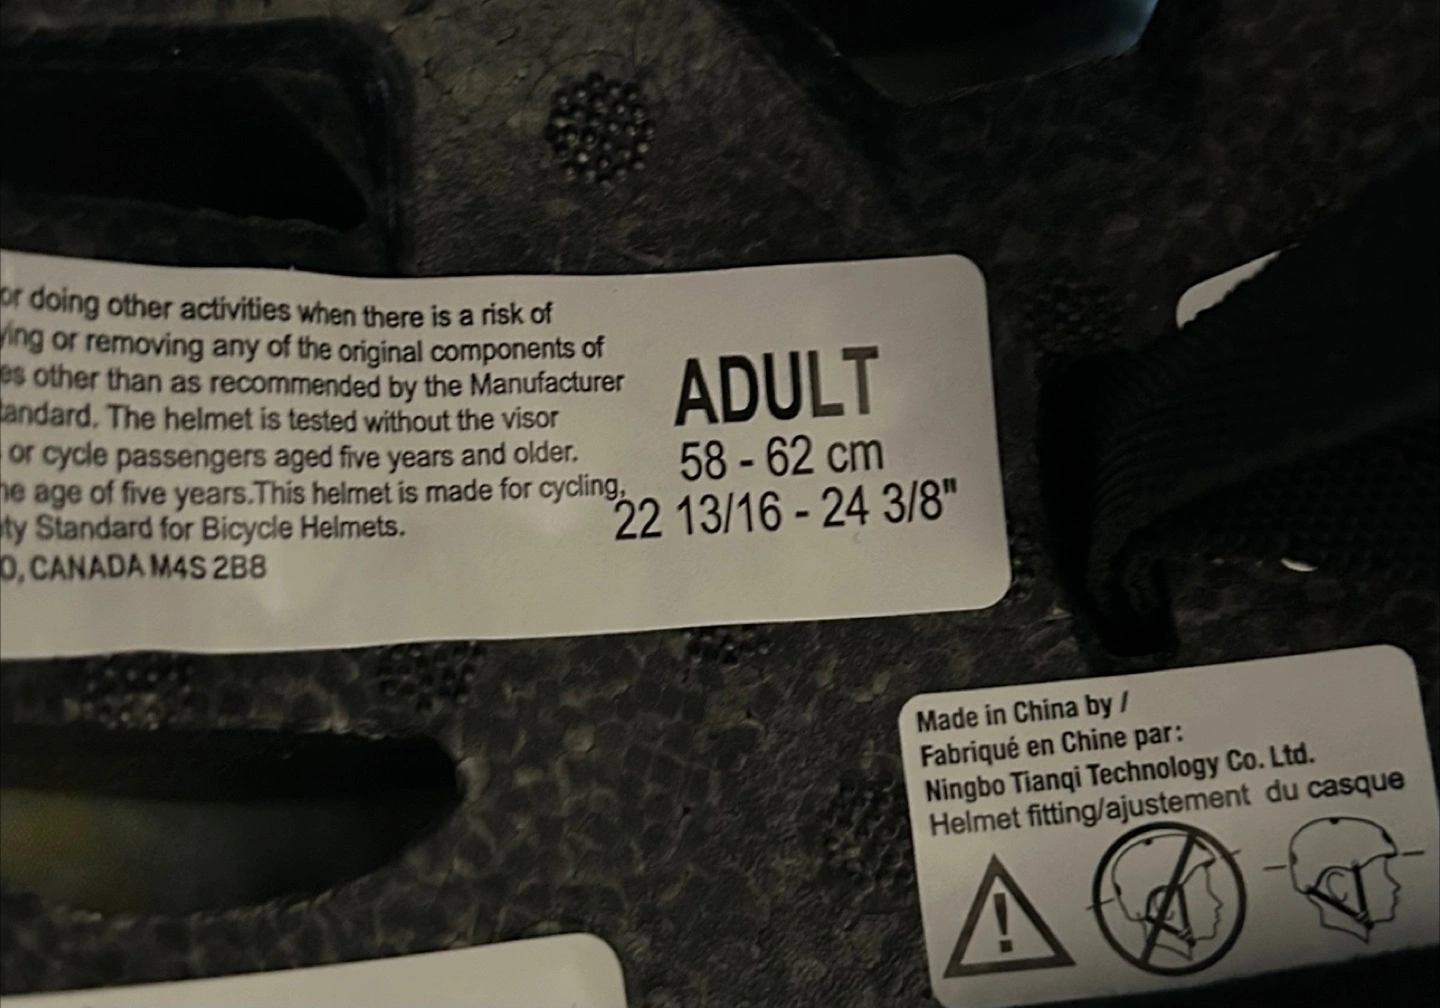 or doing other activities when there is a risk of
ying or removing any of the original components of
es other than as recommended by the Manufacturer
tandard. The helmet is tested without the visor
or cycle passengers aged five years and older.
he age of five years.This helmet is made for cycling,
ty Standard for Bicycle Helmets.
O, CANADA M4S 2B8
ADULT
58 - 62 cm
22 13/16 - 24 3/8"
Made in China by /
Fabriqué en Chine par:
Ningbo Tianqi Technology Co. Ltd.
Helmet fitting/ajustement du casque